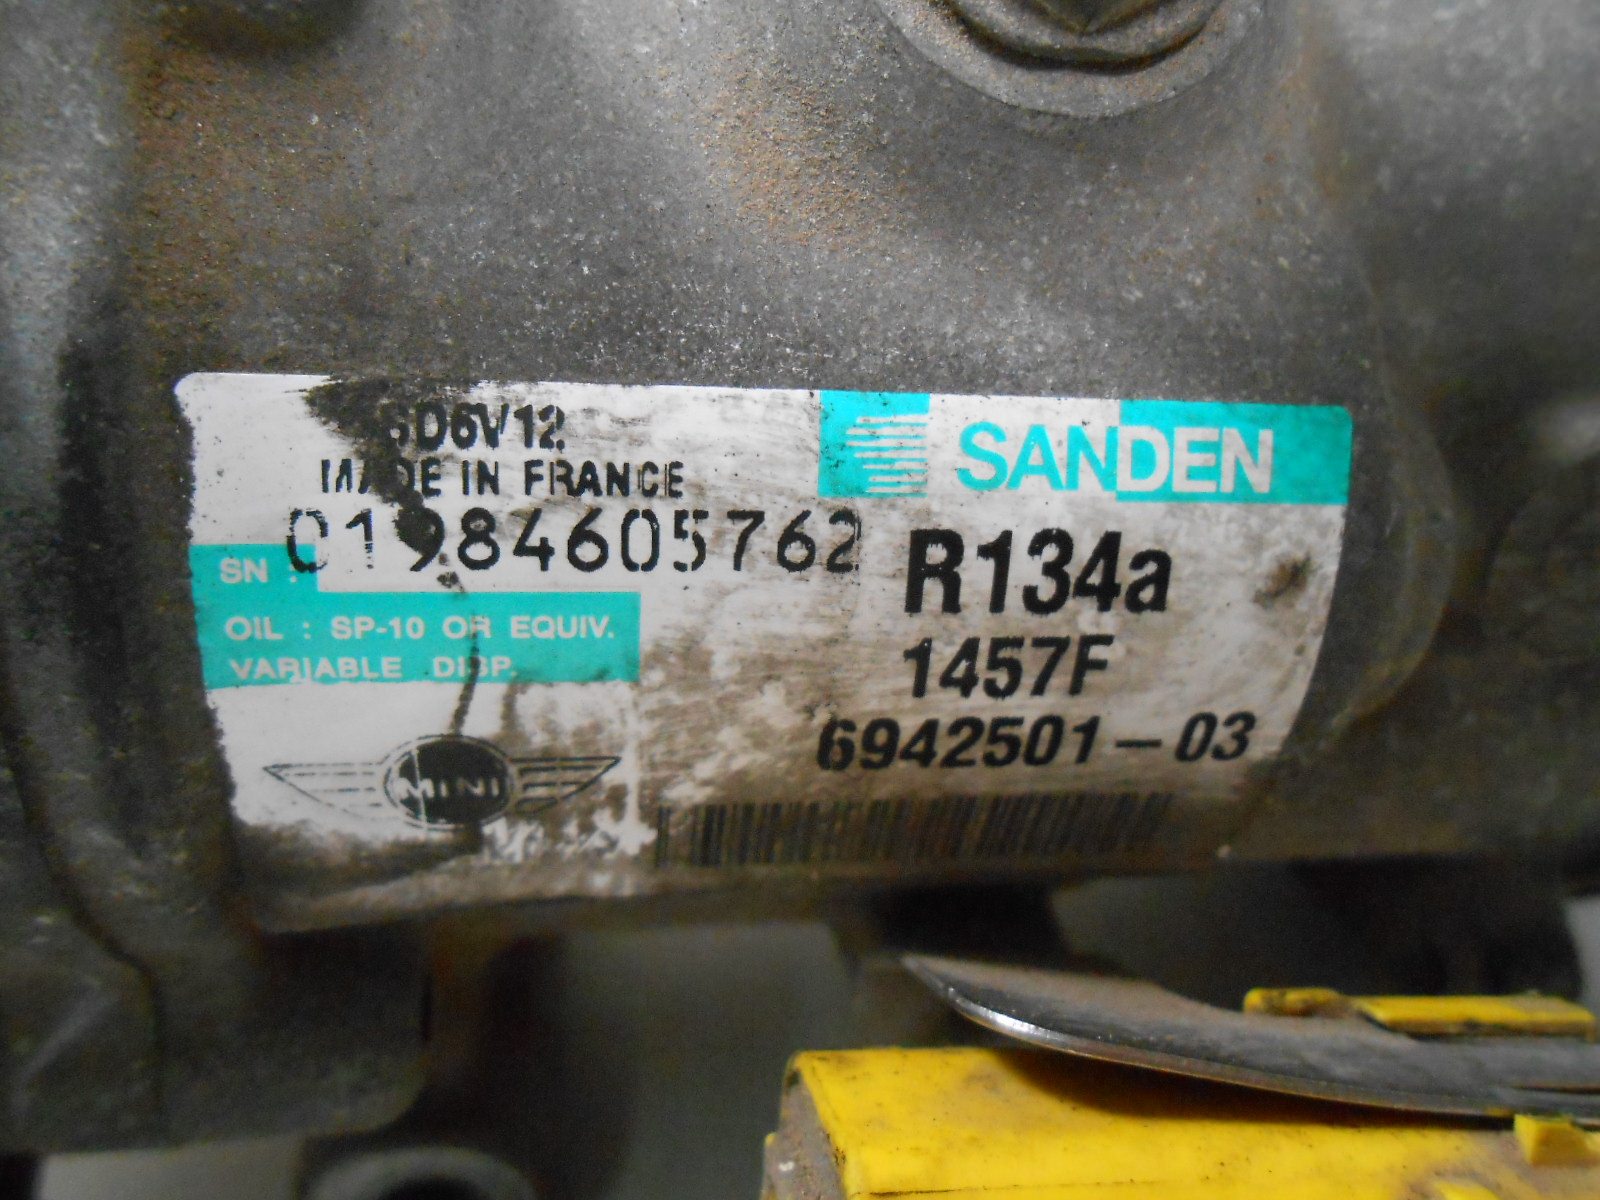 SD6V12
MADE IN FRANCE
SANDEN
SN : 01984605762
R134a
OIL : SP-10 OR EQUIV.
VARIABLE DISP.
1457F
6942501-03
MINI